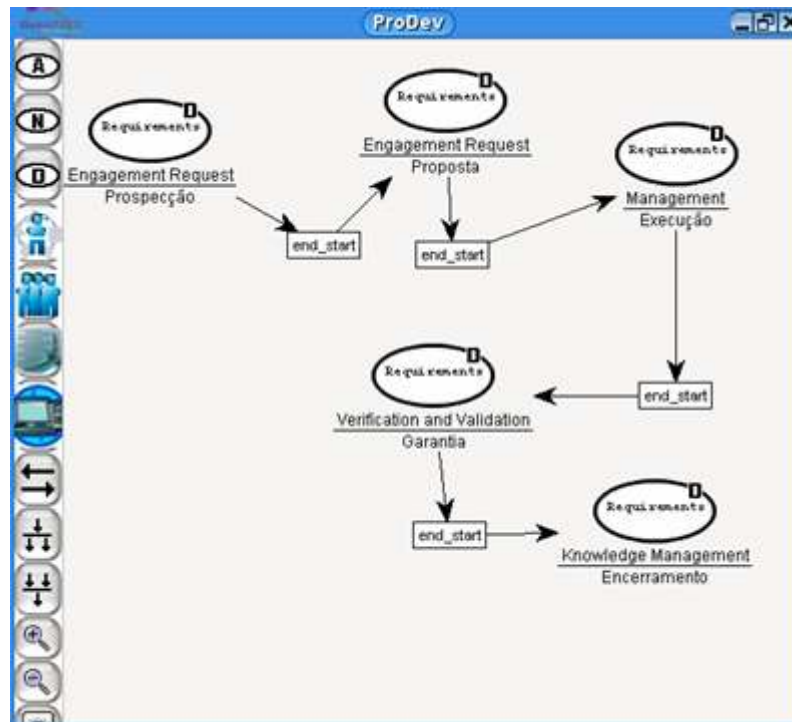 ProDev
A
N
D
Requirements
Engagement Request
Prospecção
end_start
Requirements
Engagement Request
Proposta
end_start
Requirements
Management
Execução
end_start
Requirements
Verification and Validation
Garantia
end_start
Requirements
Knowledge Management
Encerramento